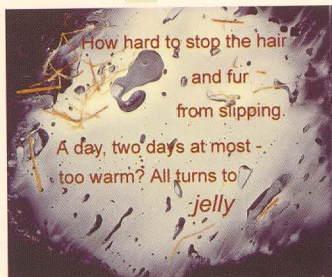 How hard to stop the hair
and fur
from slipping.
A day, two days at most -
too warm? All turns to
jelly